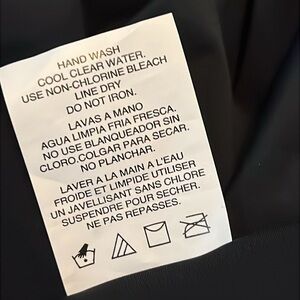 HAND WASH
COOL CLEAR WATER.
USE NON-CHLORINE BLEACH
LINE DRY
DO NOT IRON.
LAVAS A MANO
AGUA LIMPIA FRIA FRESCA.
NO USE BLANQUEADOR SIN
CLORO.COLGAR PARA SECAR.
NO PLANCHAR.
LAVER A LA MAIN A L'EAU
FROIDE ET LIMPIDE UTILISER
UN JAVELLISANT SANS CHLORE
SUSPENDRE POUR SECHER.
NE PAS REPASSES.